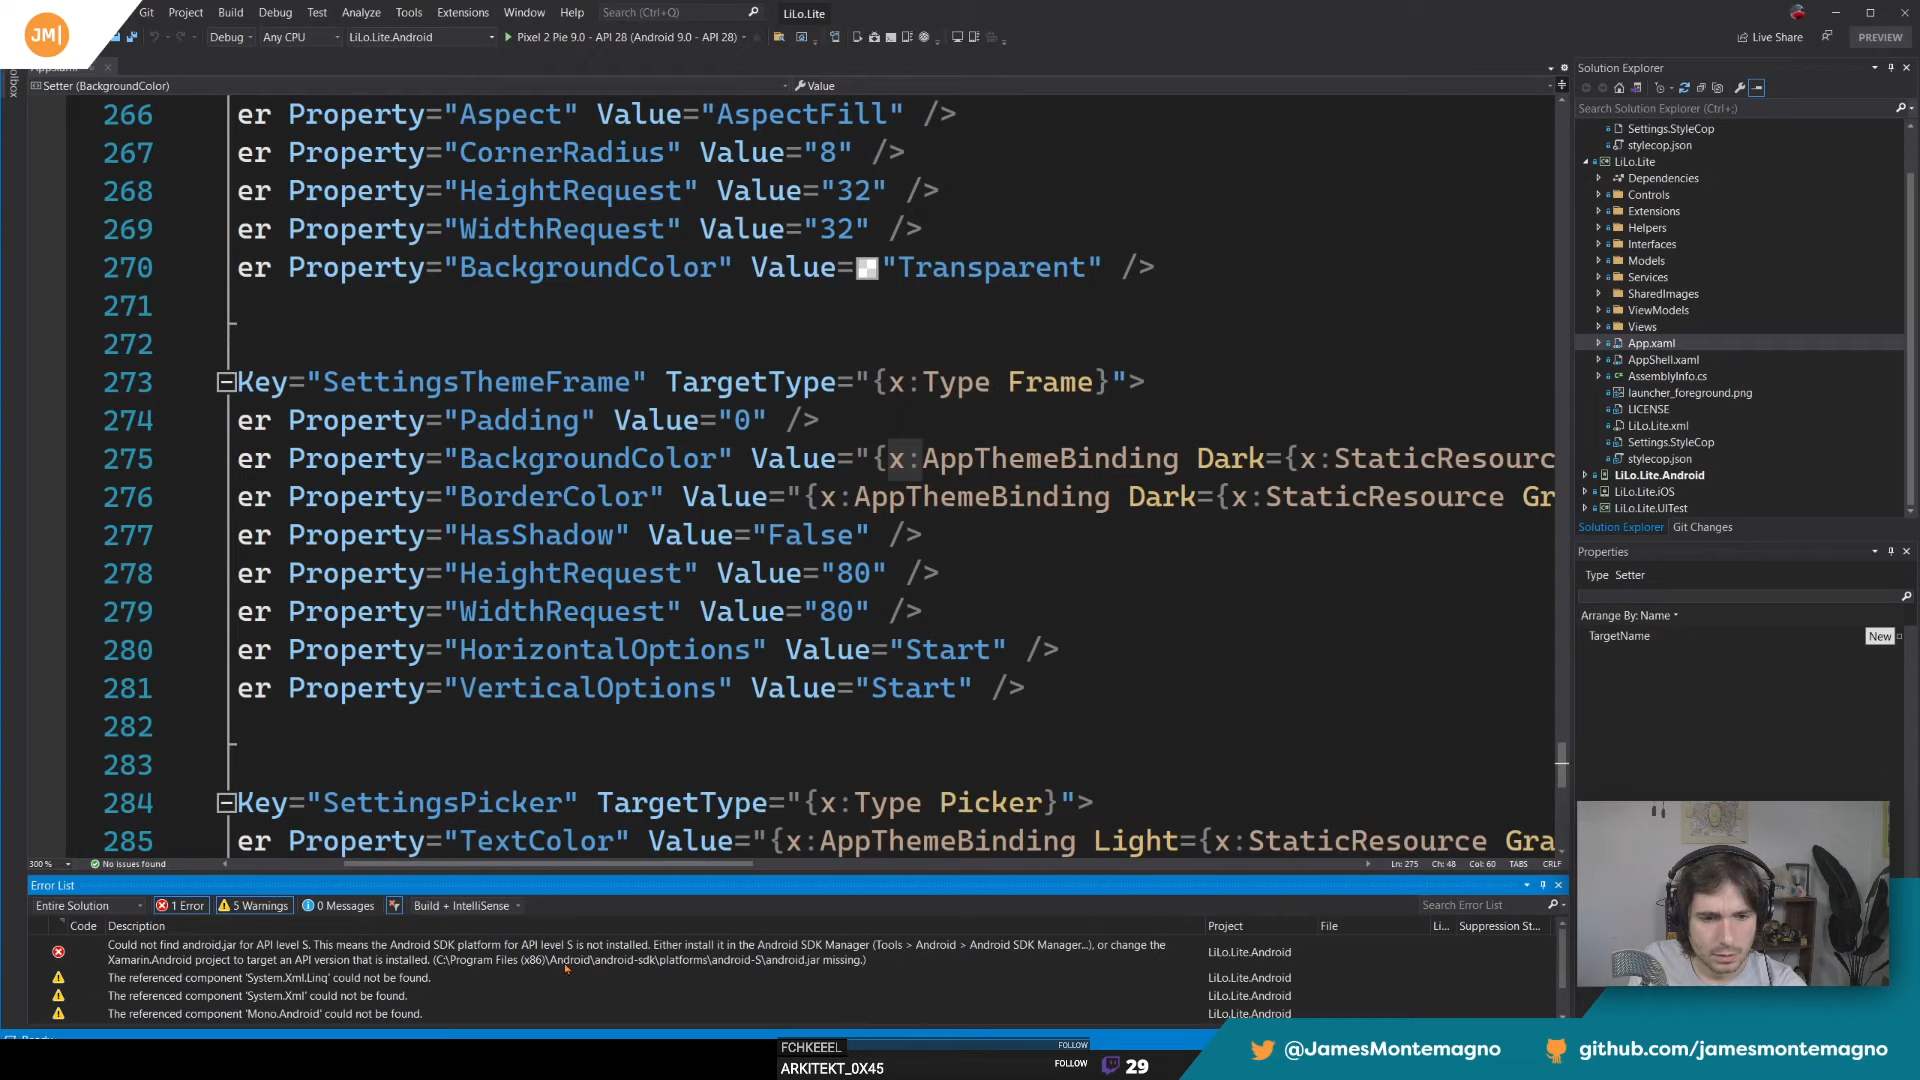 JM|
Git Project Build Debug Test Analyze Tools Extensions Window Help Search (Ctrl+Q) LiLo.Lite
Debug Any CPU LiLo.Lite.Android Pixel 2 Pie 9.0 - API 28 (Android 9.0 - API 28) Live Share PREVIEW
Setter (BackgroundColor) Value
266 er Property="Aspect" Value="AspectFill" />
267 er Property="CornerRadius" Value="8" />
268 er Property="HeightRequest" Value="32" />
269 er Property="WidthRequest" Value="32" />
270 er Property="BackgroundColor" Value="Transparent" />
271
272
273 Key="SettingsThemeFrame" TargetType="{x:Type Frame}">
274 er Property="Padding" Value="0" />
275 er Property="BackgroundColor" Value="{x:AppThemeBinding Dark={x:StaticResourc
276 er Property="BorderColor" Value="{x:AppThemeBinding Dark={x:StaticResource Gr
277 er Property="HasShadow" Value="False" />
278 er Property="HeightRequest" Value="80" />
279 er Property="WidthRequest" Value="80" />
280 er Property="HorizontalOptions" Value="Start" />
281 er Property="VerticalOptions" Value="Start" />
282
283
284 Key="SettingsPicker" TargetType="{x:Type Picker}">
285 er Property="TextColor" Value="{x:AppThemeBinding Light={x:StaticResource Gra
300 % No issues found Ln: 275 Ch: 48 Col: 60 TABS CRLF
Solution Explorer
Search Solution Explorer (Ctrl+;)
Settings.StyleCop
stylecop.json
LiLo.Lite
Dependencies
Controls
Extensions
Helpers
Interfaces
Models
Services
SharedImages
ViewModels
Views
App.xaml
AppShell.xaml
AssemblyInfo.cs
launcher_foreground.png
LICENSE
LiLo.Lite.xml
Settings.StyleCop
stylecop.json
LiLo.Lite.Android
LiLo.Lite.iOS
LiLo.Lite.UITest
Solution Explorer Git Changes
Properties
Type Setter
Arrange By: Name
TargetName New
Error List
Entire Solution 1 Error 5 Warnings 0 Messages Build + IntelliSense Search Error List
Code Description Project File Li... Suppression St...
Could not find android.jar for API level S. This means the Android SDK platform for API level S is not installed. Either install it in the Android SDK Manager (Tools > Android > Android SDK Manager...), or change the
Xamarin.Android project to target an API version that is installed. (C:\Program Files (x86)\Android\android-sdk\platforms\android-S\android.jar missing.) LiLo.Lite.Android
The referenced component 'System.Xml.Linq' could not be found. LiLo.Lite.Android
The referenced component 'System.Xml' could not be found. LiLo.Lite.Android
The referenced component 'Mono.Android' could not be found. LiLo.Lite.Android
FCHKEEEL FOLLOW
ARKITEKT_0X45 FOLLOW 29
@JamesMontemagno github.com/jamesmontemagno